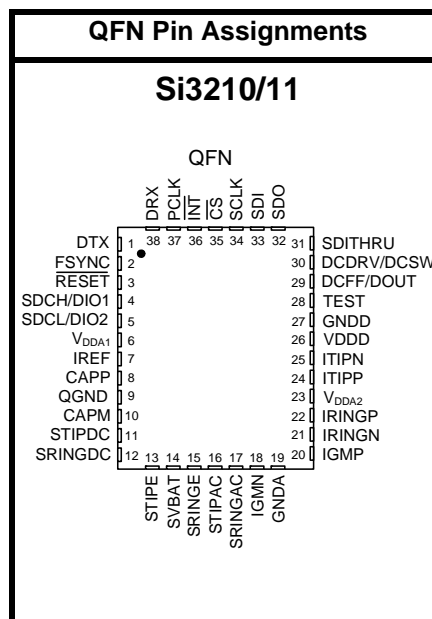 QFN Pin Assignments
Si3210/11
QFN
DRX
PCLK
INT
CS
SCLK
SDI
SDO
38 37 36 35 34 33 32
DTX 1
FSYNC 2
RESET 3
SDCH/DIO1 4
SDCL/DIO2 5
VDDA1 6
IREF 7
CAPP 8
QGND 9
CAPM 10
STIPDC 11
SRINGDC 12
31 SDITHRU
30 DCDRV/DCSW
29 DCFF/DOUT
28 TEST
27 GNDD
26 VDDD
25 ITIPN
24 ITIPP
23 VDDA2
22 IRINGP
21 IRINGN
20 IGMP
13 14 15 16 17 18 19
STIPE
SVBAT
SRINGE
STIPAC
SRINGAC
IGMN
GNDA